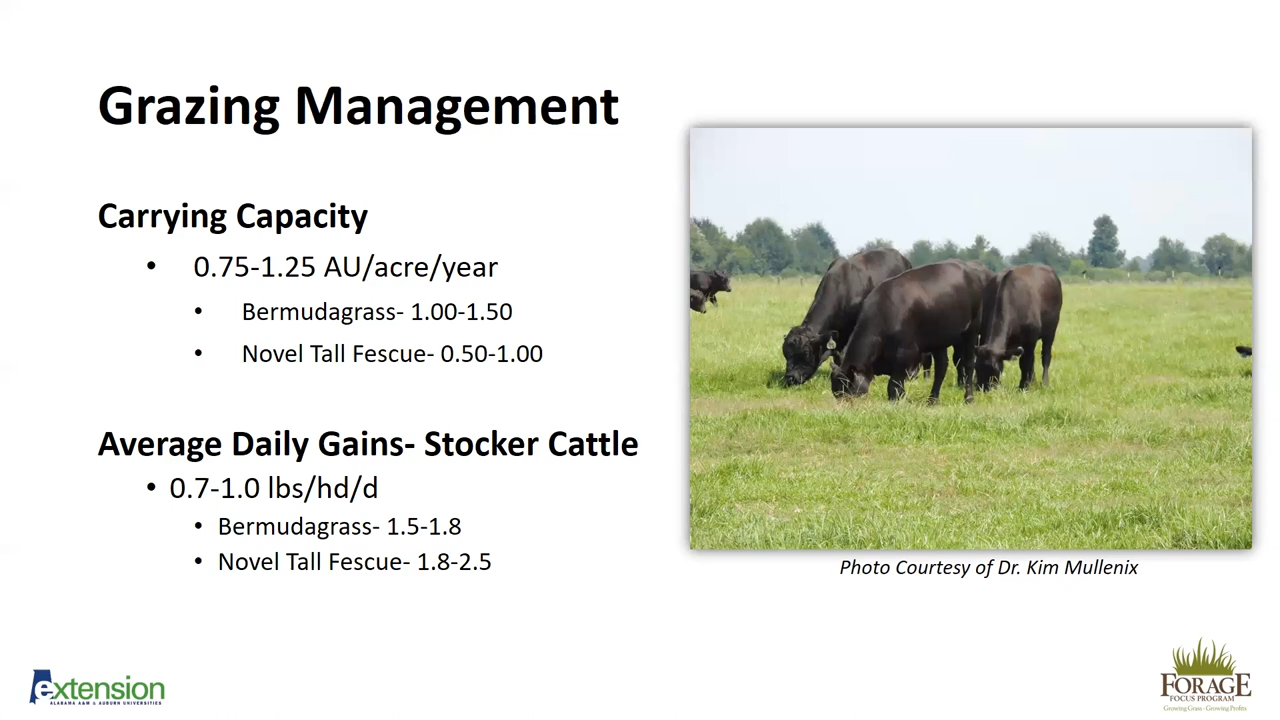 Grazing Management
Carrying Capacity
• 0.75-1.25 AU/acre/year
• Bermudagrass- 1.00-1.50
• Novel Tall Fescue- 0.50-1.00
Average Daily Gains- Stocker Cattle
• 0.7-1.0 lbs/hd/d
• Bermudagrass- 1.5-1.8
• Novel Tall Fescue- 1.8-2.5
Photo Courtesy of Dr. Kim Mullenix
extension
ALABAMA A&M & AUBURN UNIVERSITIES
FORAGE
FOCUS PROGRAM
Growing Grass - Growing Profits